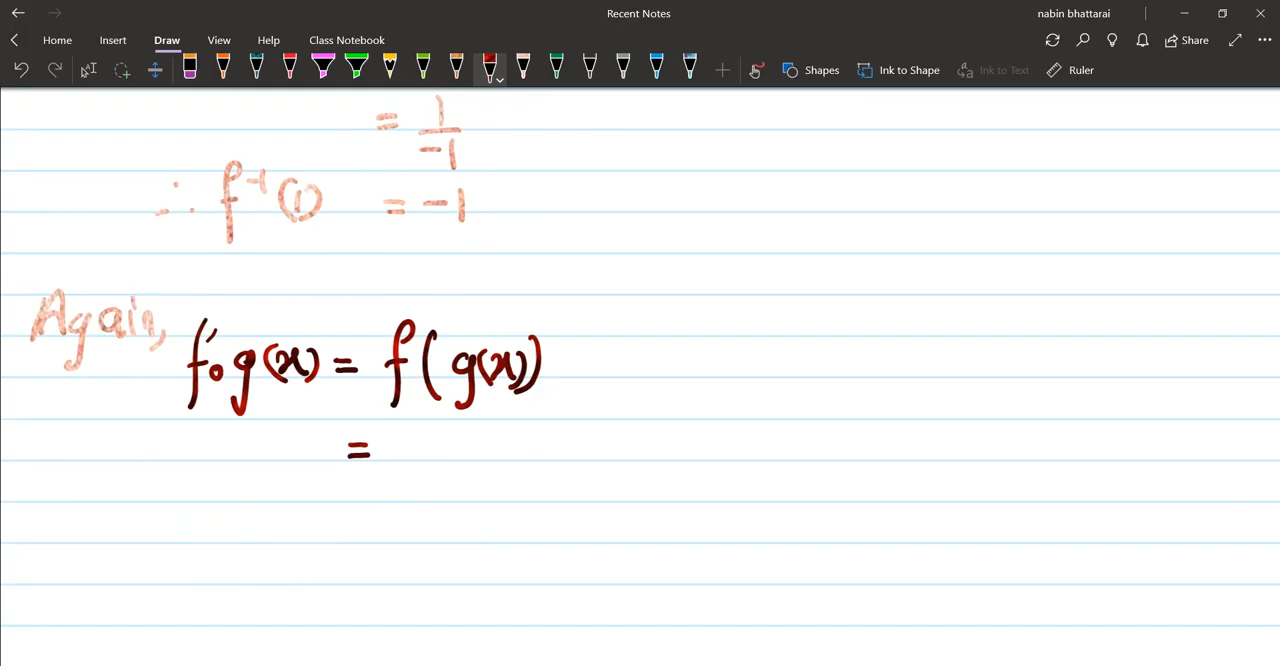 Recent Notes
nabin bhattarai
Home Insert Draw View Help Class Notebook
Share
Shapes Ink to Shape Ink to Text Ruler
= 1/-1
∴ f⁻¹(1) = -1
Again,
fog(x) = f(g(x))
=